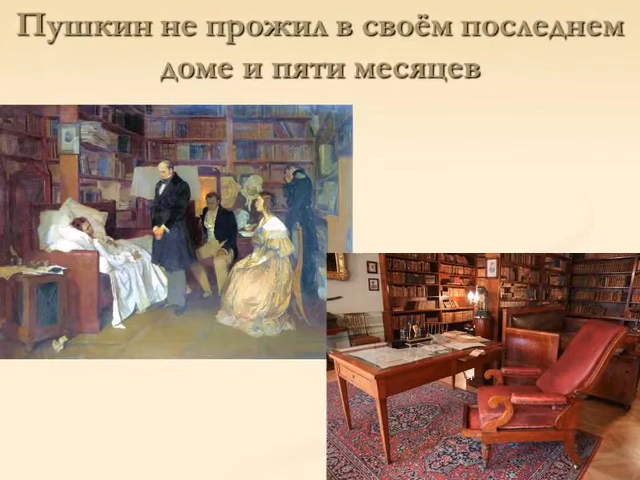 Пушкин не прожил в своём последнем
доме и пяти месяцев